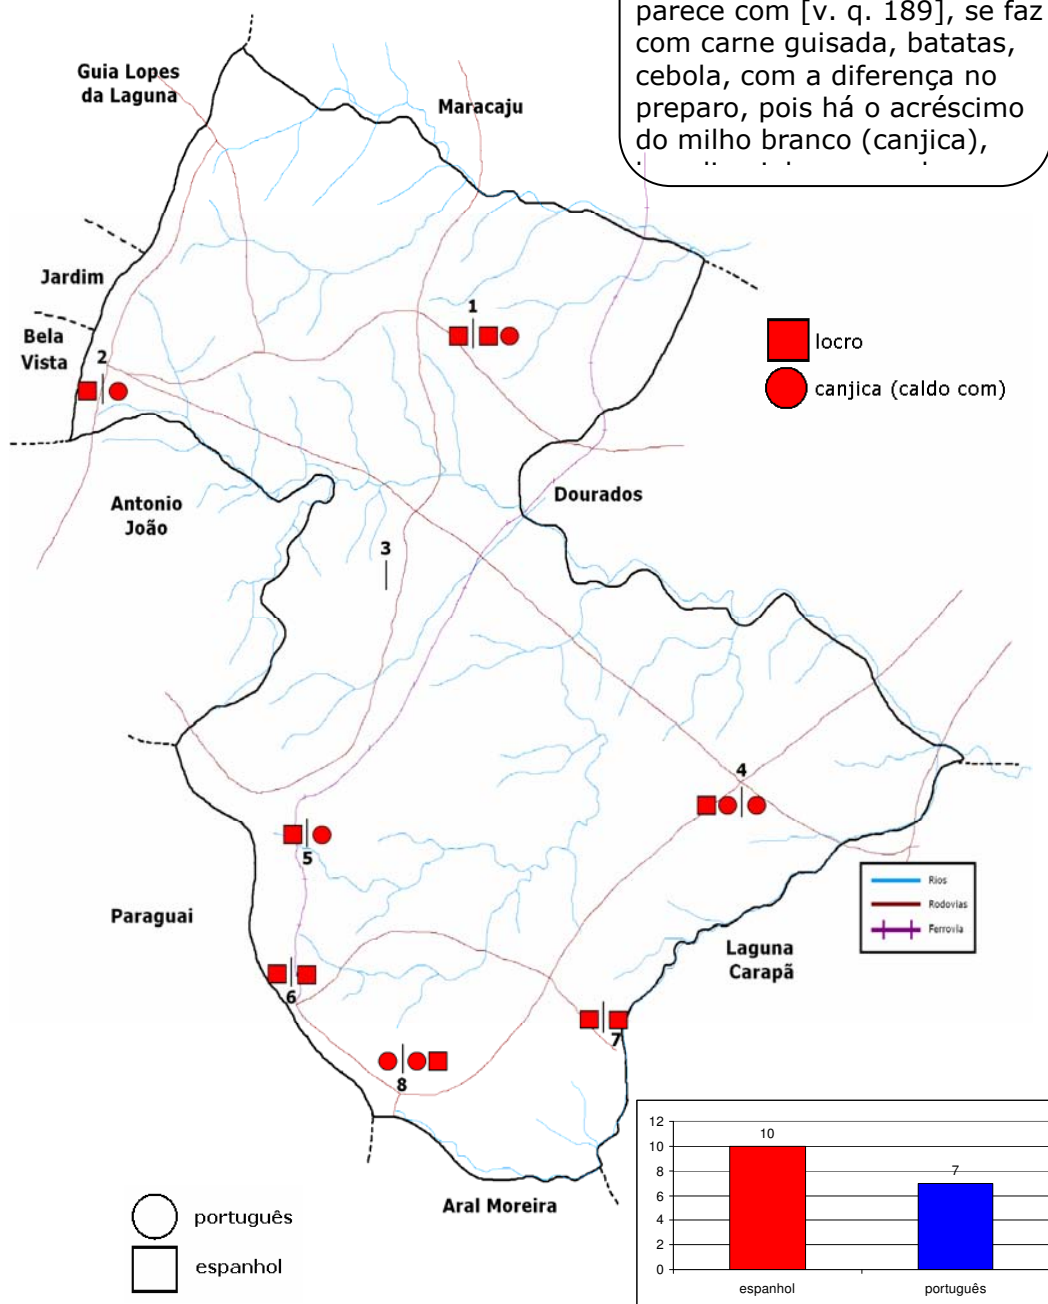 parece com [v. q. 189], se faz
com carne guisada, batatas,
cebola, com a diferença no
preparo, pois há o acréscimo
do milho branco (canjica),
Guia Lopes
da Laguna
Maracaju
Jardim
Bela
Vista
1
2
locro
canjica (caldo com)
Antonio
João
Dourados
3
4
5
Paraguai
Rios
Rodovias
Ferrovia
Laguna
Carapã
6
7
8
Aral Moreira
português
espanhol
12
10
8
6
4
2
0
10
7
espanhol
português